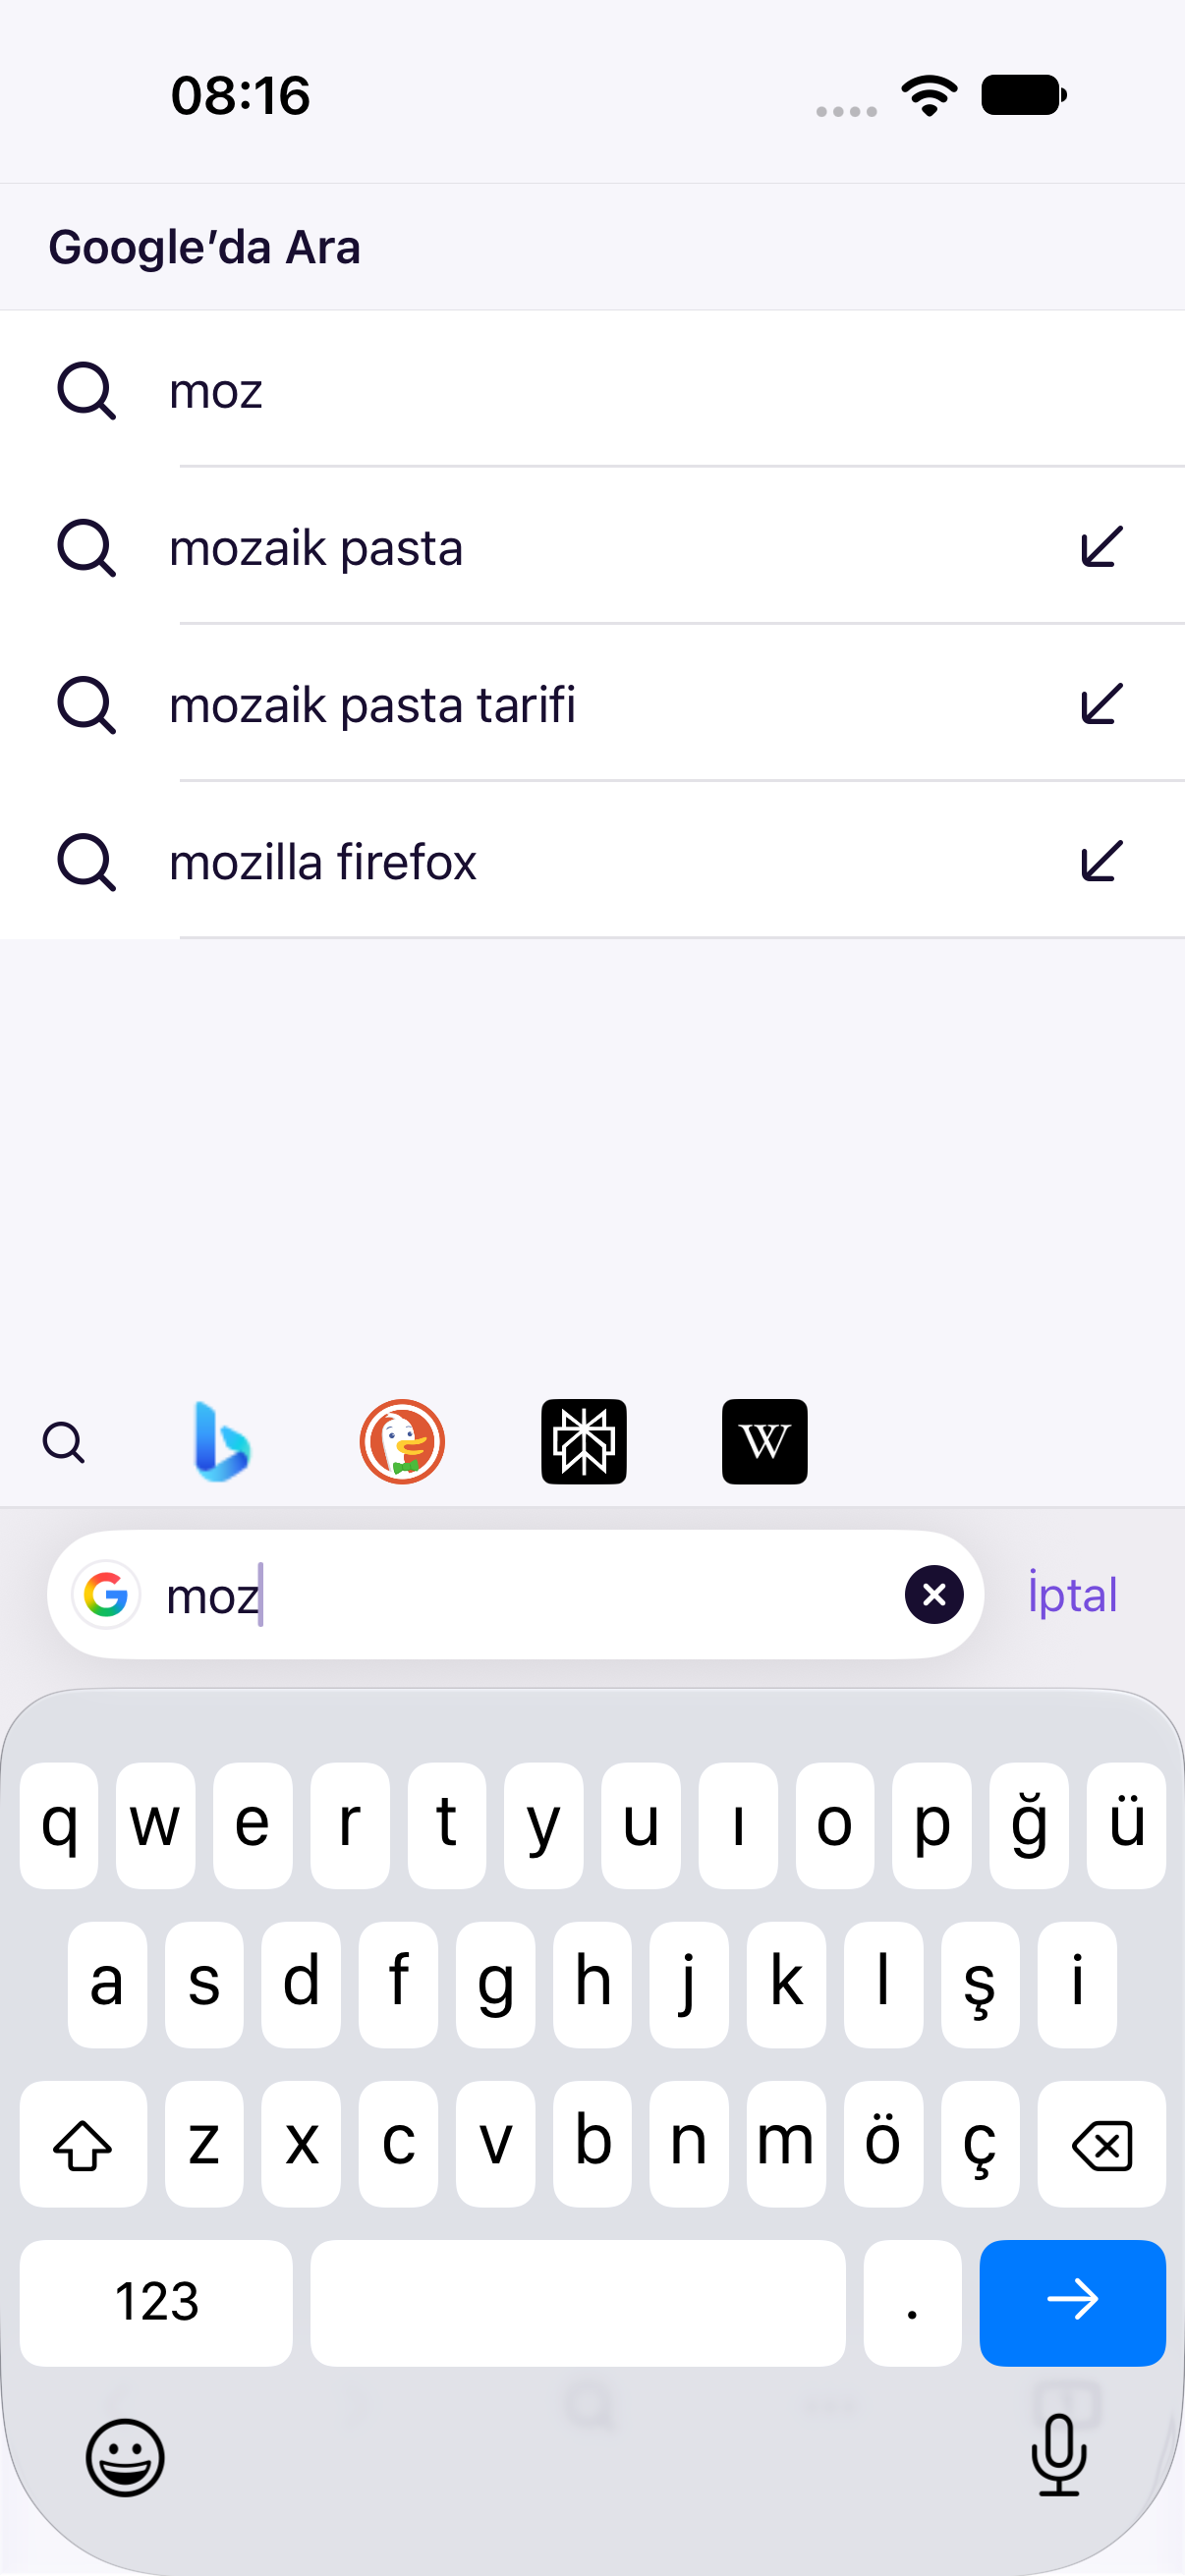 08:16
Google’da Ara
moz
mozaik pasta
mozaik pasta tarifi
mozilla firefox
W
moz
İptal
q w e r t y u ı o p ğ ü
a s d f g h j k l ş i
z x c v b n m ö ç
123 .